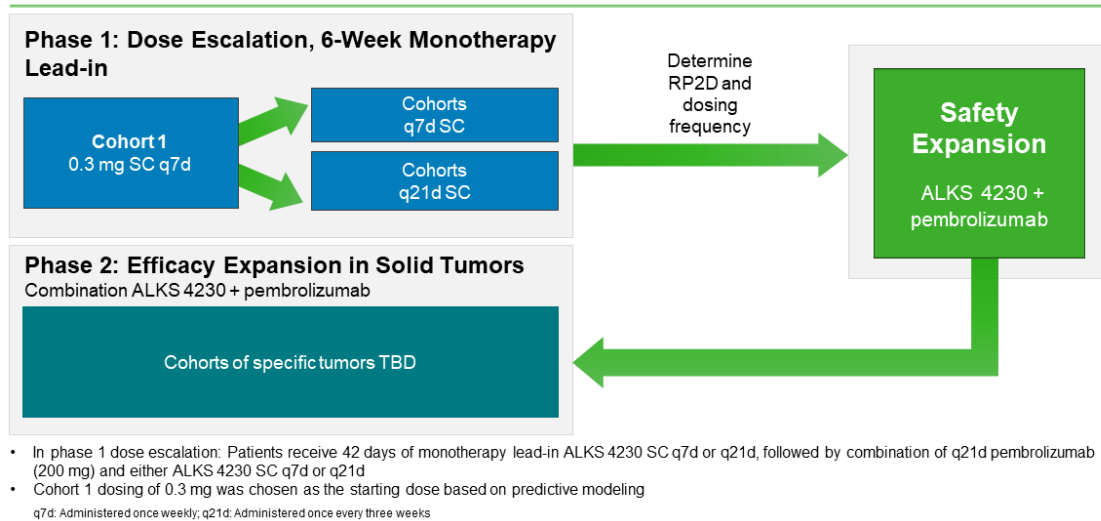 Phase 1: Dose Escalation, 6-Week Monotherapy
Lead-in
Cohort 1
0.3 mg SC q7d
Cohorts
q7d SC
Cohorts
q21d SC
Determine
RP2D and
dosing
frequency
Safety
Expansion
ALKS 4230 +
pembrolizumab
Phase 2: Efficacy Expansion in Solid Tumors
Combination ALKS 4230 + pembrolizumab
Cohorts of specific tumors TBD
• In phase 1 dose escalation: Patients receive 42 days of monotherapy lead-in ALKS 4230 SC q7d or q21d, followed by combination of q21d pembrolizumab
(200 mg) and either ALKS 4230 SC q7d or q21d
• Cohort 1 dosing of 0.3 mg was chosen as the starting dose based on predictive modeling
q7d: Administered once weekly; q21d: Administered once every three weeks